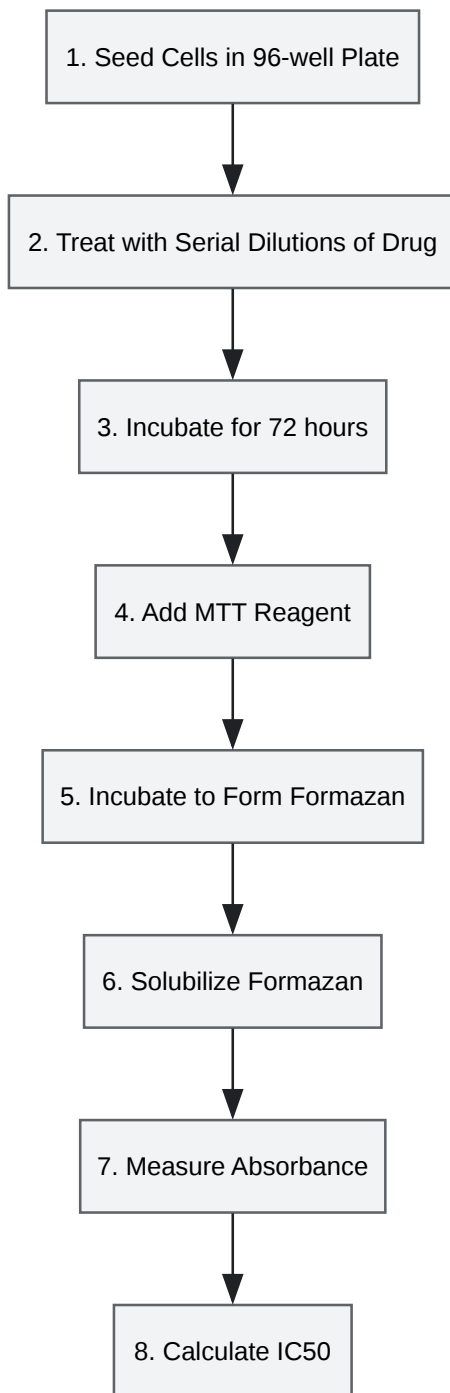 1. Seed Cells in 96-well Plate
2. Treat with Serial Dilutions of Drug
3. Incubate for 72 hours
4. Add MTT Reagent
5. Incubate to Form Formazan
6. Solubilize Formazan
7. Measure Absorbance
8. Calculate IC50